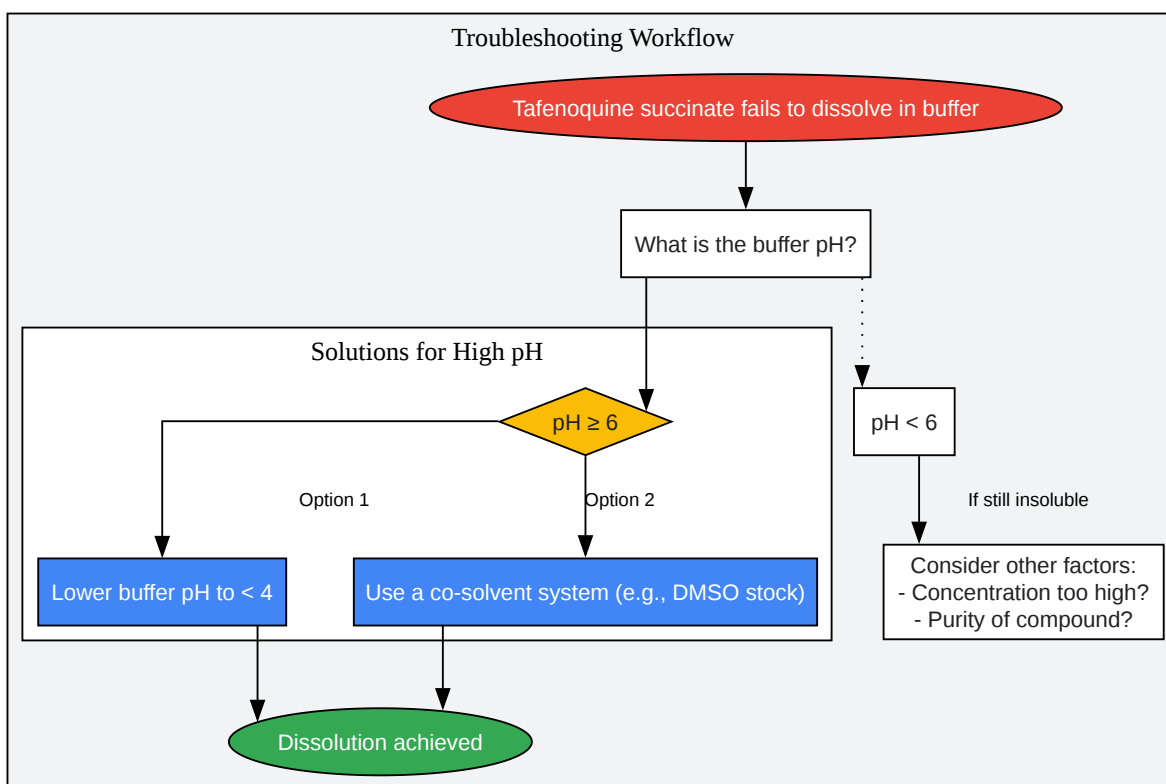 Troubleshooting Workflow
Tafenoquine succinate fails to dissolve in buffer
What is the buffer pH?
Solutions for High pH
pH ≥ 6
pH < 6
Option 1
Option 2
If still insoluble
Lower buffer pH to < 4
Use a co-solvent system (e.g., DMSO stock)
Consider other factors:
- Concentration too high?
- Purity of compound?
Dissolution achieved